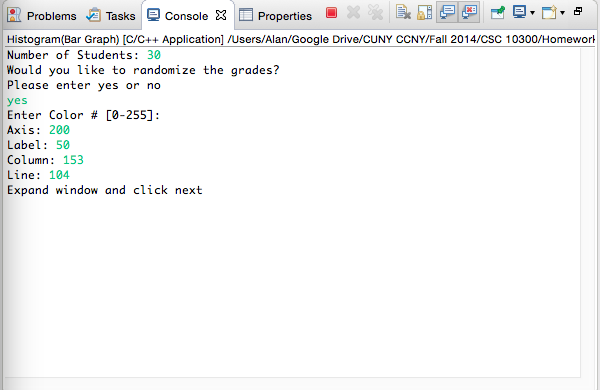 Problems Tasks Console Properties
Histogram(Bar Graph) [C/C++ Application] /Users/Alan/Google Drive/CUNY CCNY/Fall 2014/CSC 10300/Homework
Number of Students: 30
Would you like to randomize the grades?
Please enter yes or no
yes
Enter Color # [0-255]:
Axis: 200
Label: 50
Column: 153
Line: 104
Expand window and click next